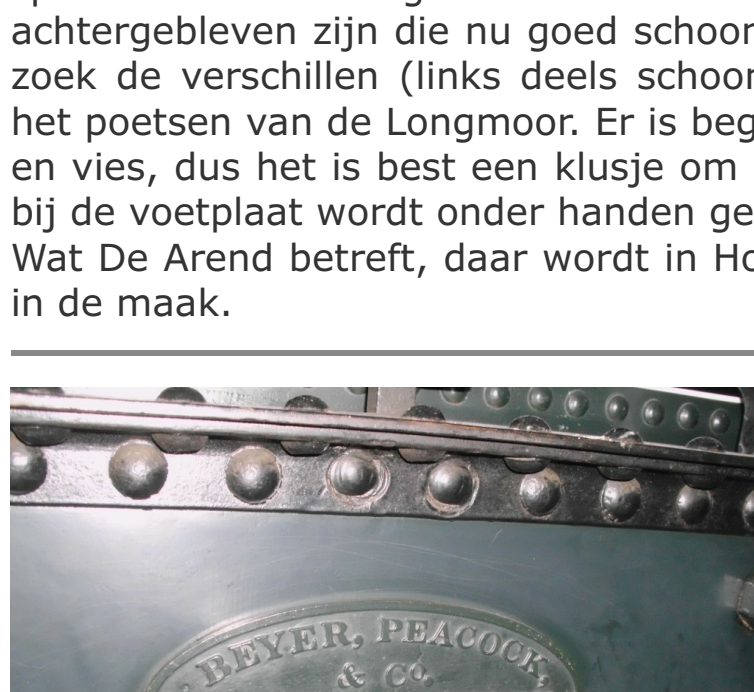 achtergebleven zijn die nu goed schoon
zoek de verschillen (links deels schoon
het poetsen van de Longmoor. Er is beg
en vies, dus het is best een klusje om
bij de voetplaat wordt onder handen ge
Wat De Arend betreft, daar wordt in Ho
in de maak.
BEYER, PEACOCK,
& Co.